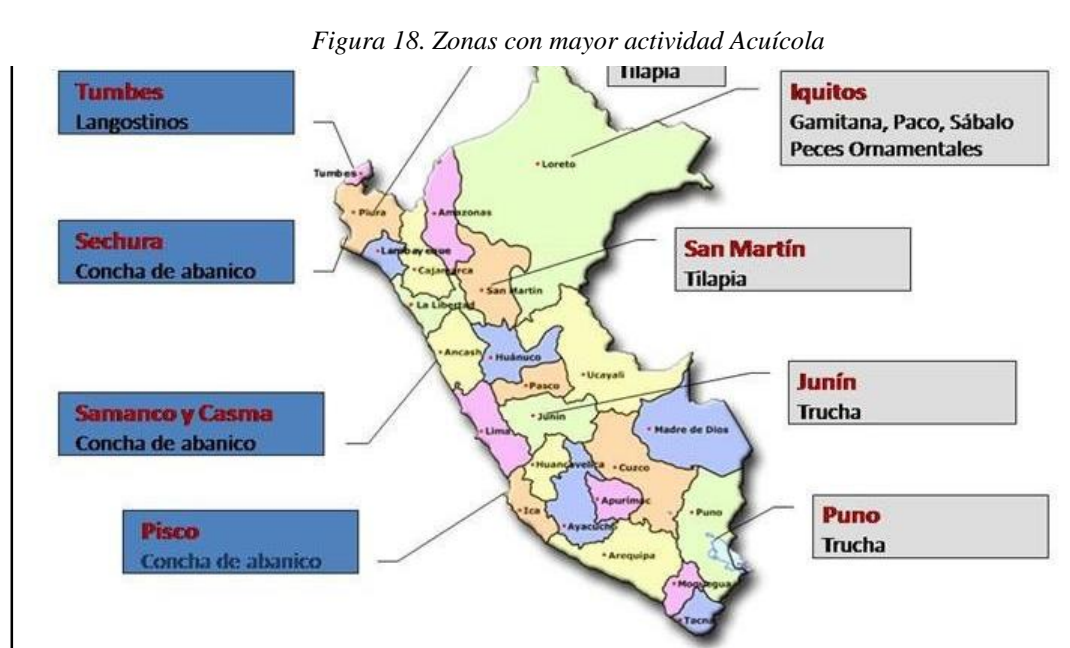 Figura 18. Zonas con mayor actividad Acuícola
Tilapia
Tumbes
Langostinos
Iquitos
Gamitana, Paco, Sábalo
Peces Ornamentales
Loreto
Tumbes
Piura
Amazonas
Sechura
Concha de abanico
Lambayeque
Cajamarca
San Martín
San Martín
Tilapia
La Libertad
Ancash
Huánuco
Ucayali
Pasco
Junín
Trucha
Samanco y Casma
Concha de abanico
Junín
Lima
Madre de Dios
Huancavelica
Cuzco
Apurímac
Ica
Ayacucho
Puno
Puno
Trucha
Pisco
Concha de abanico
Arequipa
Moquegua
Tacna